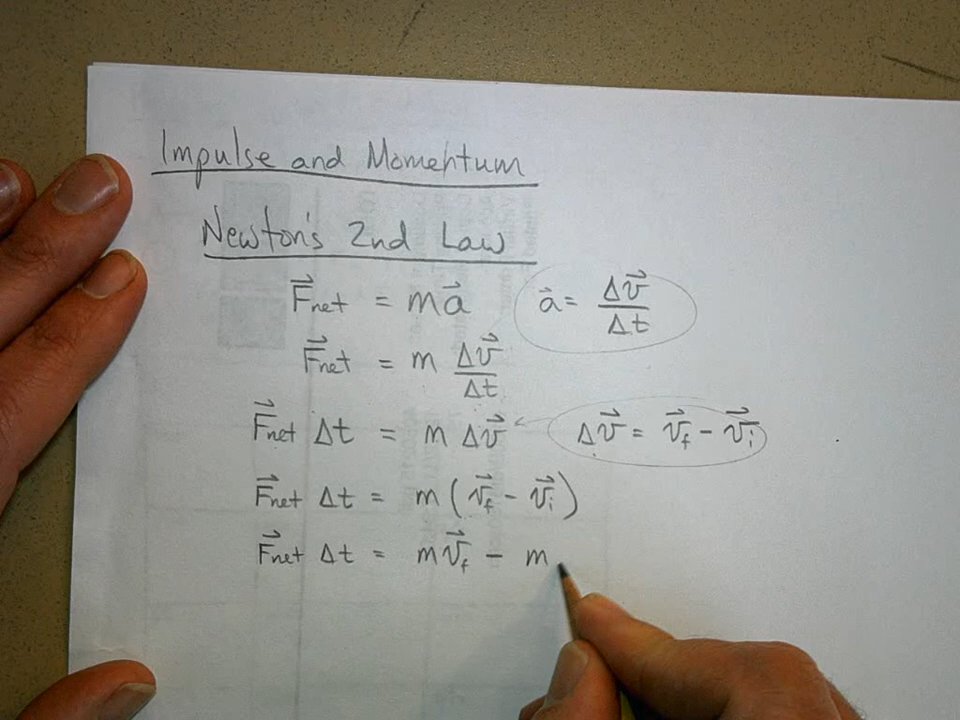 Impulse and Momentum
Newton's 2nd Law
F⃗net = ma⃗   a⃗ = Δv⃗/Δt
F⃗net = m Δv⃗/Δt
F⃗net Δt = m Δv⃗   Δv⃗ = v⃗f - v⃗i
F⃗net Δt = m(v⃗f - v⃗i)
F⃗net Δt = mv⃗f - m